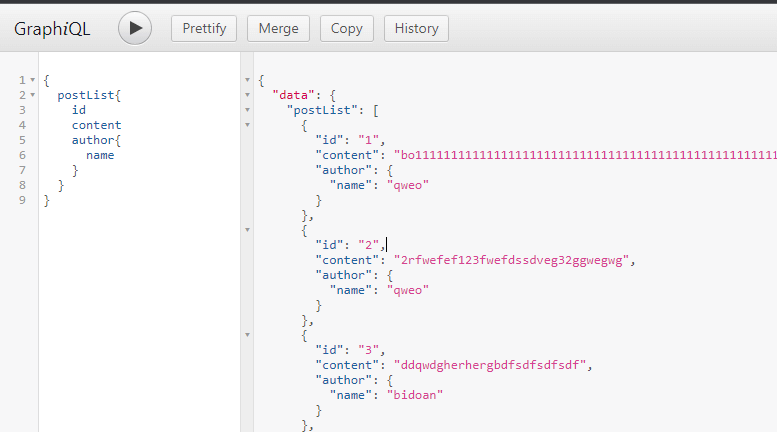 GraphiQL Prettify Merge Copy History
1 {
2 postList{
3 id
4 content
5 author{
6 name
7 }
8 }
9 }
{
"data": {
"postList": [
{
"id": "1",
"content": "bo11111111111111111111111111111111111111111111111111
"author": {
"name": "qweo"
}
},
{
"id": "2",
"content": "2rfwefef123fwefdssdveg32ggwegwg",
"author": {
"name": "qweo"
}
},
{
"id": "3",
"content": "ddqwdgherhergbdfsdfsdfsdf",
"author": {
"name": "bidoan"
}
},